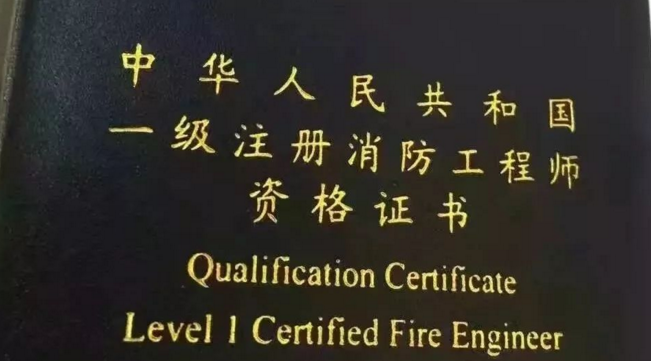 中华人民共和国
一级注册消防工程师
资格证书
Qualification Certificate
Level 1 Certified Fire Engineer